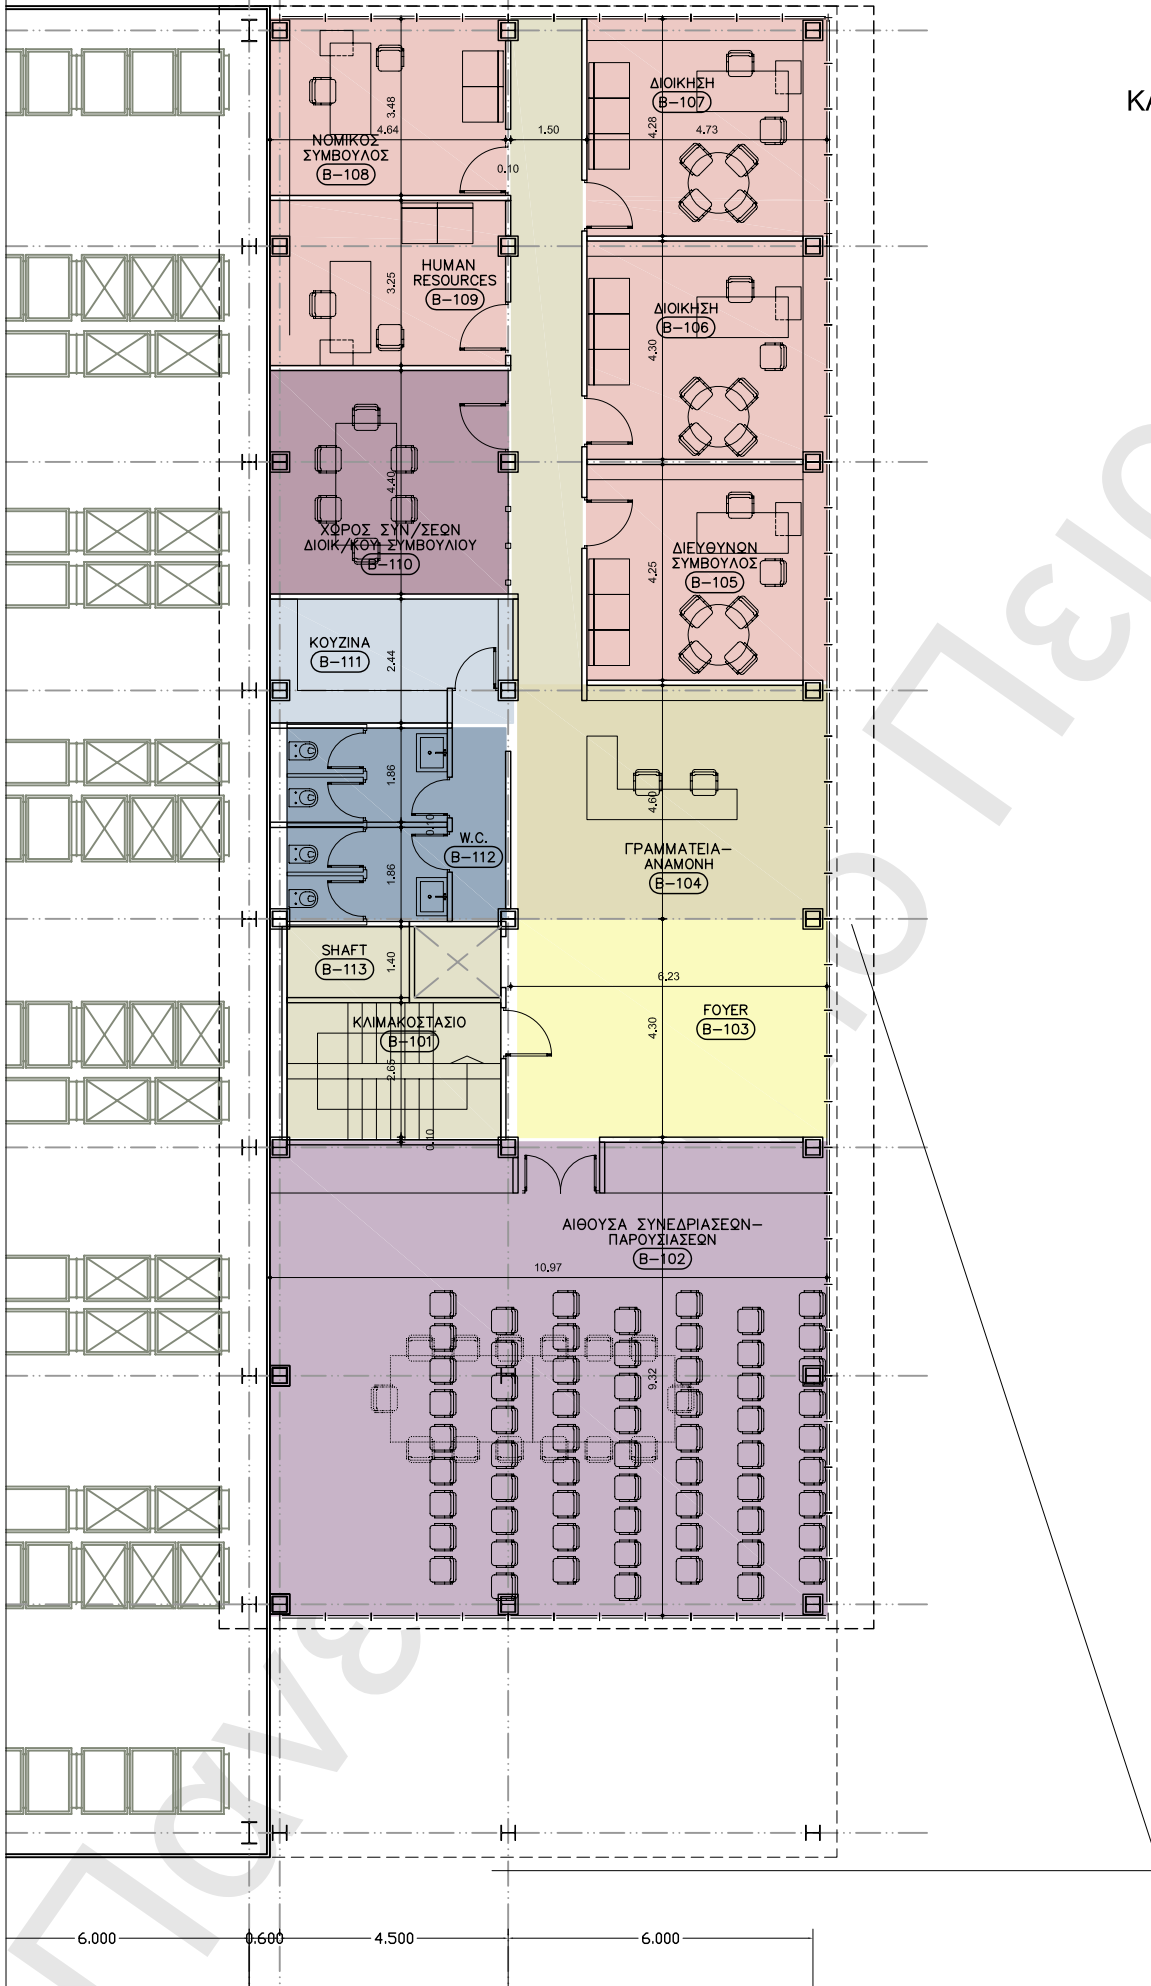 ΚΑ
ΝΟΜΙΚΟΣ
ΣΥΜΒΟΥΛΟΣ
B-108
3.48
4.64
0.10
1.50
ΔΙΟΙΚΗΣΗ
B-107
4.28
4.73
HUMAN
RESOURCES
B-109
3.25
ΔΙΟΙΚΗΣΗ
B-106
4.30
ΧΩΡΟΣ ΣΥΝ/ΣΕΩΝ
ΔΙΟΙΚ/ΚΟΥ ΣΥΜΒΟΥΛΙΟΥ
B-110
4.40
ΔΙΕΥΘΥΝΩΝ
ΣΥΜΒΟΥΛΟΣ
B-105
4.25
ΚΟΥΖΙΝΑ
B-111
2.44
1.86
0.10
W.C.
B-112
1.86
4.60
ΓΡΑΜΜΑΤΕΙΑ-
ΑΝΑΜΟΝΗ
B-104
SHAFT
B-113
1.40
6.23
FOYER
B-103
4.30
ΚΛΙΜΑΚΟΣΤΑΣΙΟ
B-101
2.65
0.10
ΑΙΘΟΥΣΑ ΣΥΝΕΔΡΙΑΣΕΩΝ-
ΠΑΡΟΥΣΙΑΣΕΩΝ
B-102
10.97
9.32
6.000
0.600
4.500
6.000